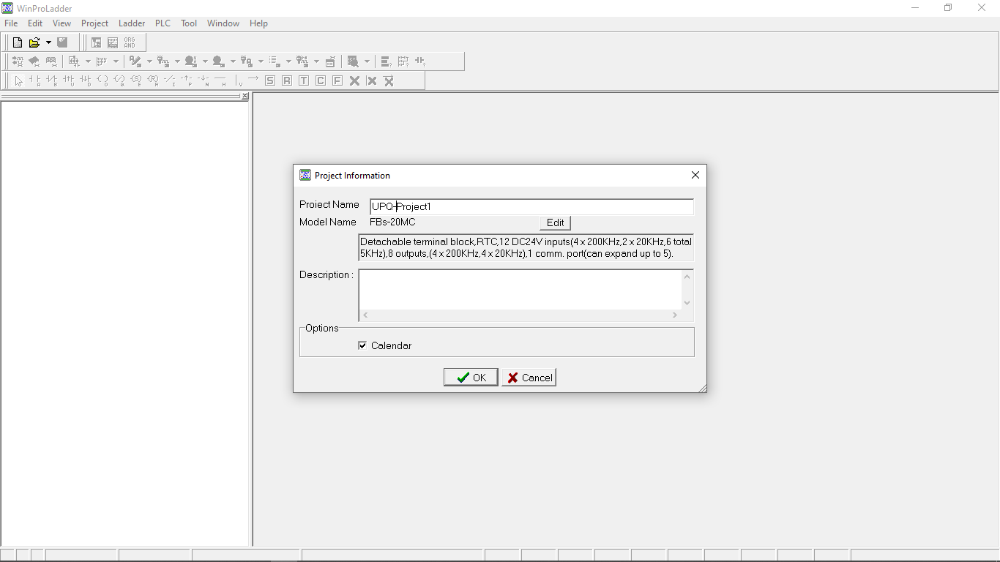 WinProLadder
File Edit View Project Ladder PLC Tool Window Help
ORG
AND
A B U D O Q S R I P N H V S R T C F
Project Information
Project Name UPQ-Project1
Model Name FBs-20MC Edit
Detachable terminal block,RTC,12 DC24V inputs(4 x 200KHz,2 x 20KHz,6 total
5KHz),8 outputs,(4 x 200KHz,4 x 20KHz),1 comm. port(can expand up to 5).
Description :
Options
Calendar
OK Cancel